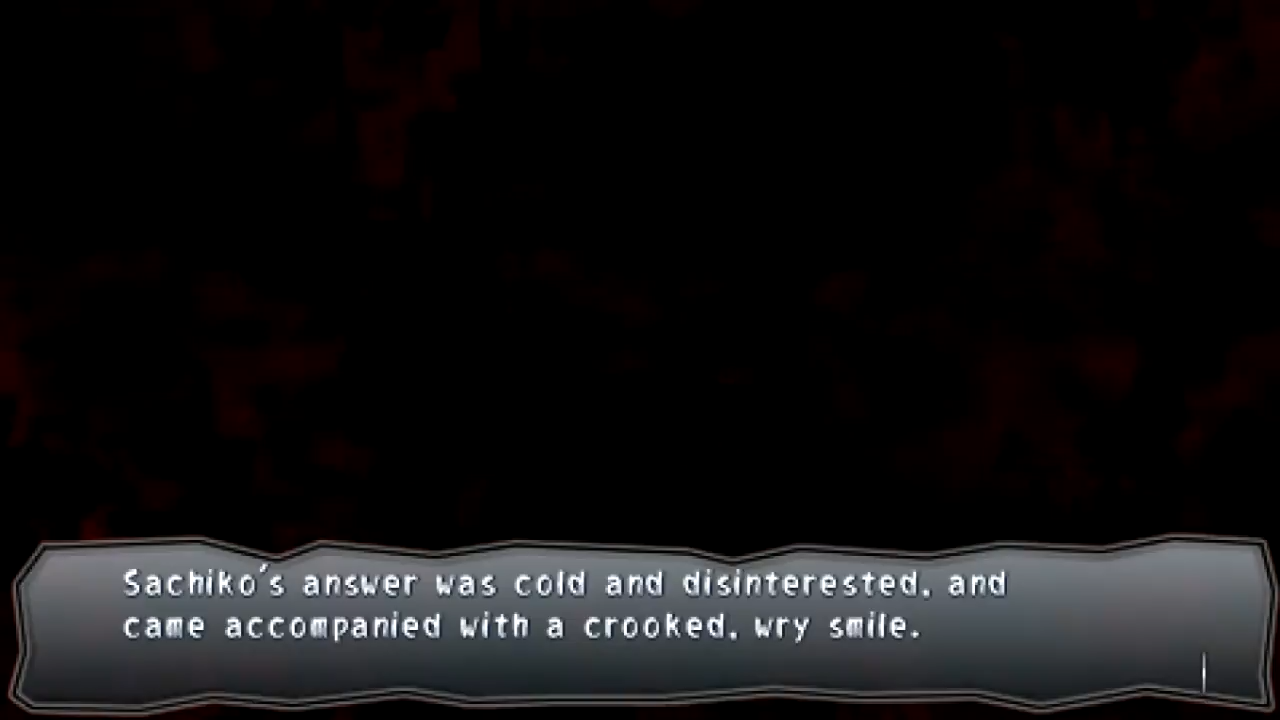 Sachiko's answer was cold and disinterested, and
came accompanied with a crooked, wry smile.